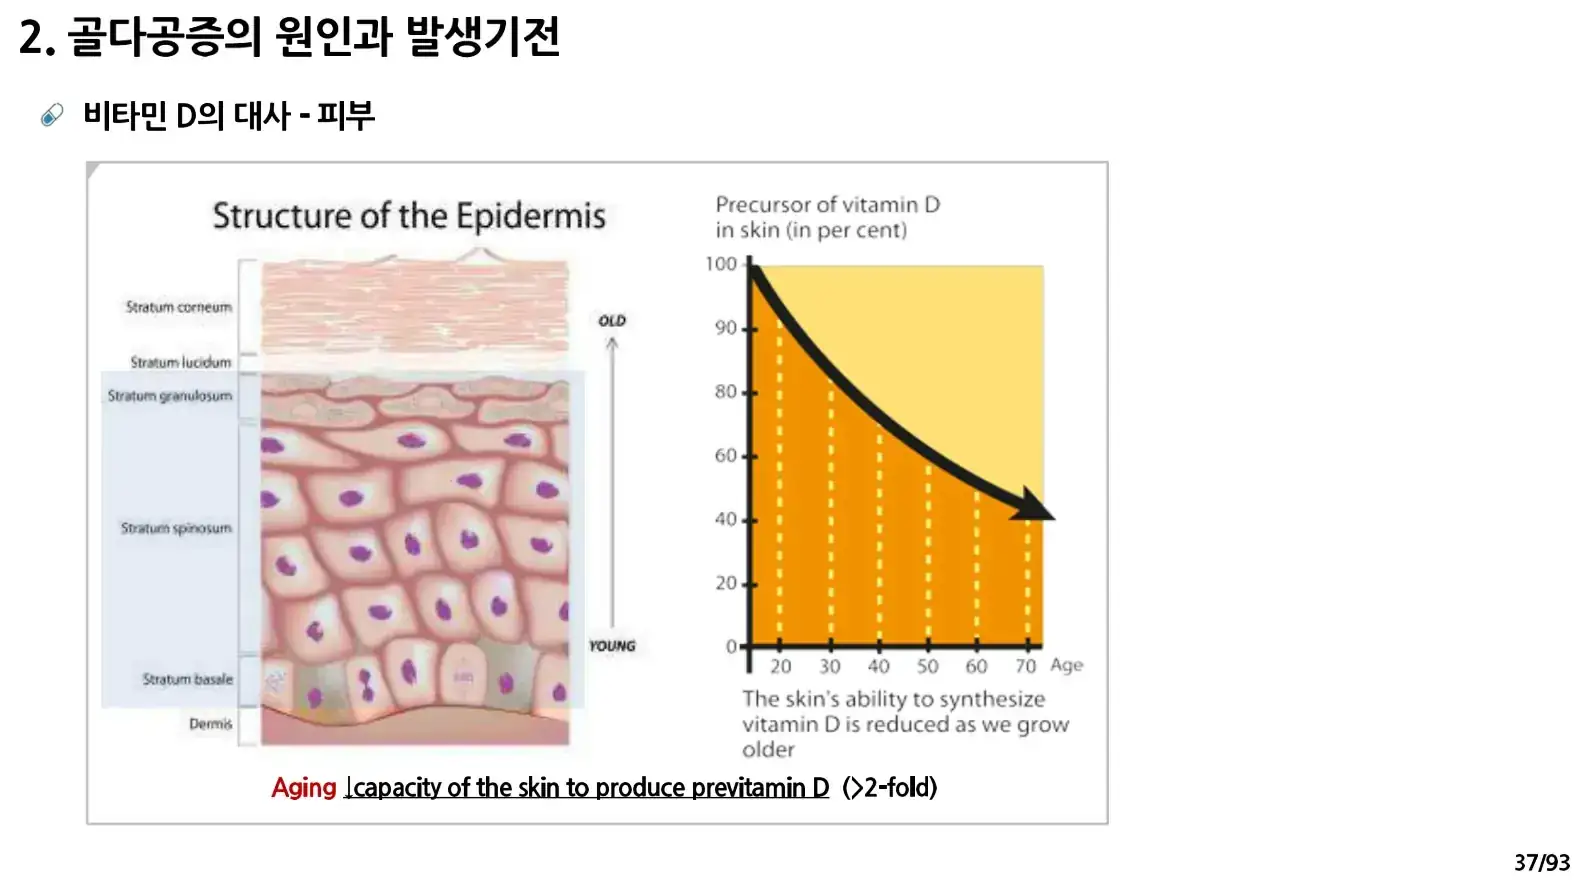 2. 골다공증의 원인과 발생기전
비타민 D의 대사 - 피부
Structure of the Epidermis
Stratum corneum
Stratum lucidum
Stratum granulosum
Stratum spinosum
Stratum basale
Dermis
OLD
YOUNG
Precursor of vitamin D
in skin (in per cent)
100
90
80
60
40
20
0
20 30 40 50 60 70 Age
The skin's ability to synthesize
vitamin D is reduced as we grow
older
Aging ↓capacity of the skin to produce previtamin D (>2-fold)
37/93